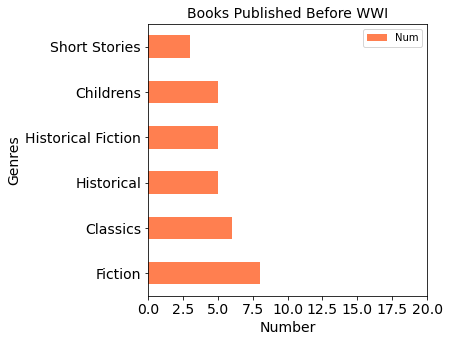 Books Published Before WWI
Num
Short Stories
Childrens
Historical Fiction
Historical
Classics
Fiction
Genres
0.0 2.5 5.0 7.5 10.0 12.5 15.0 17.5 20.0
Number